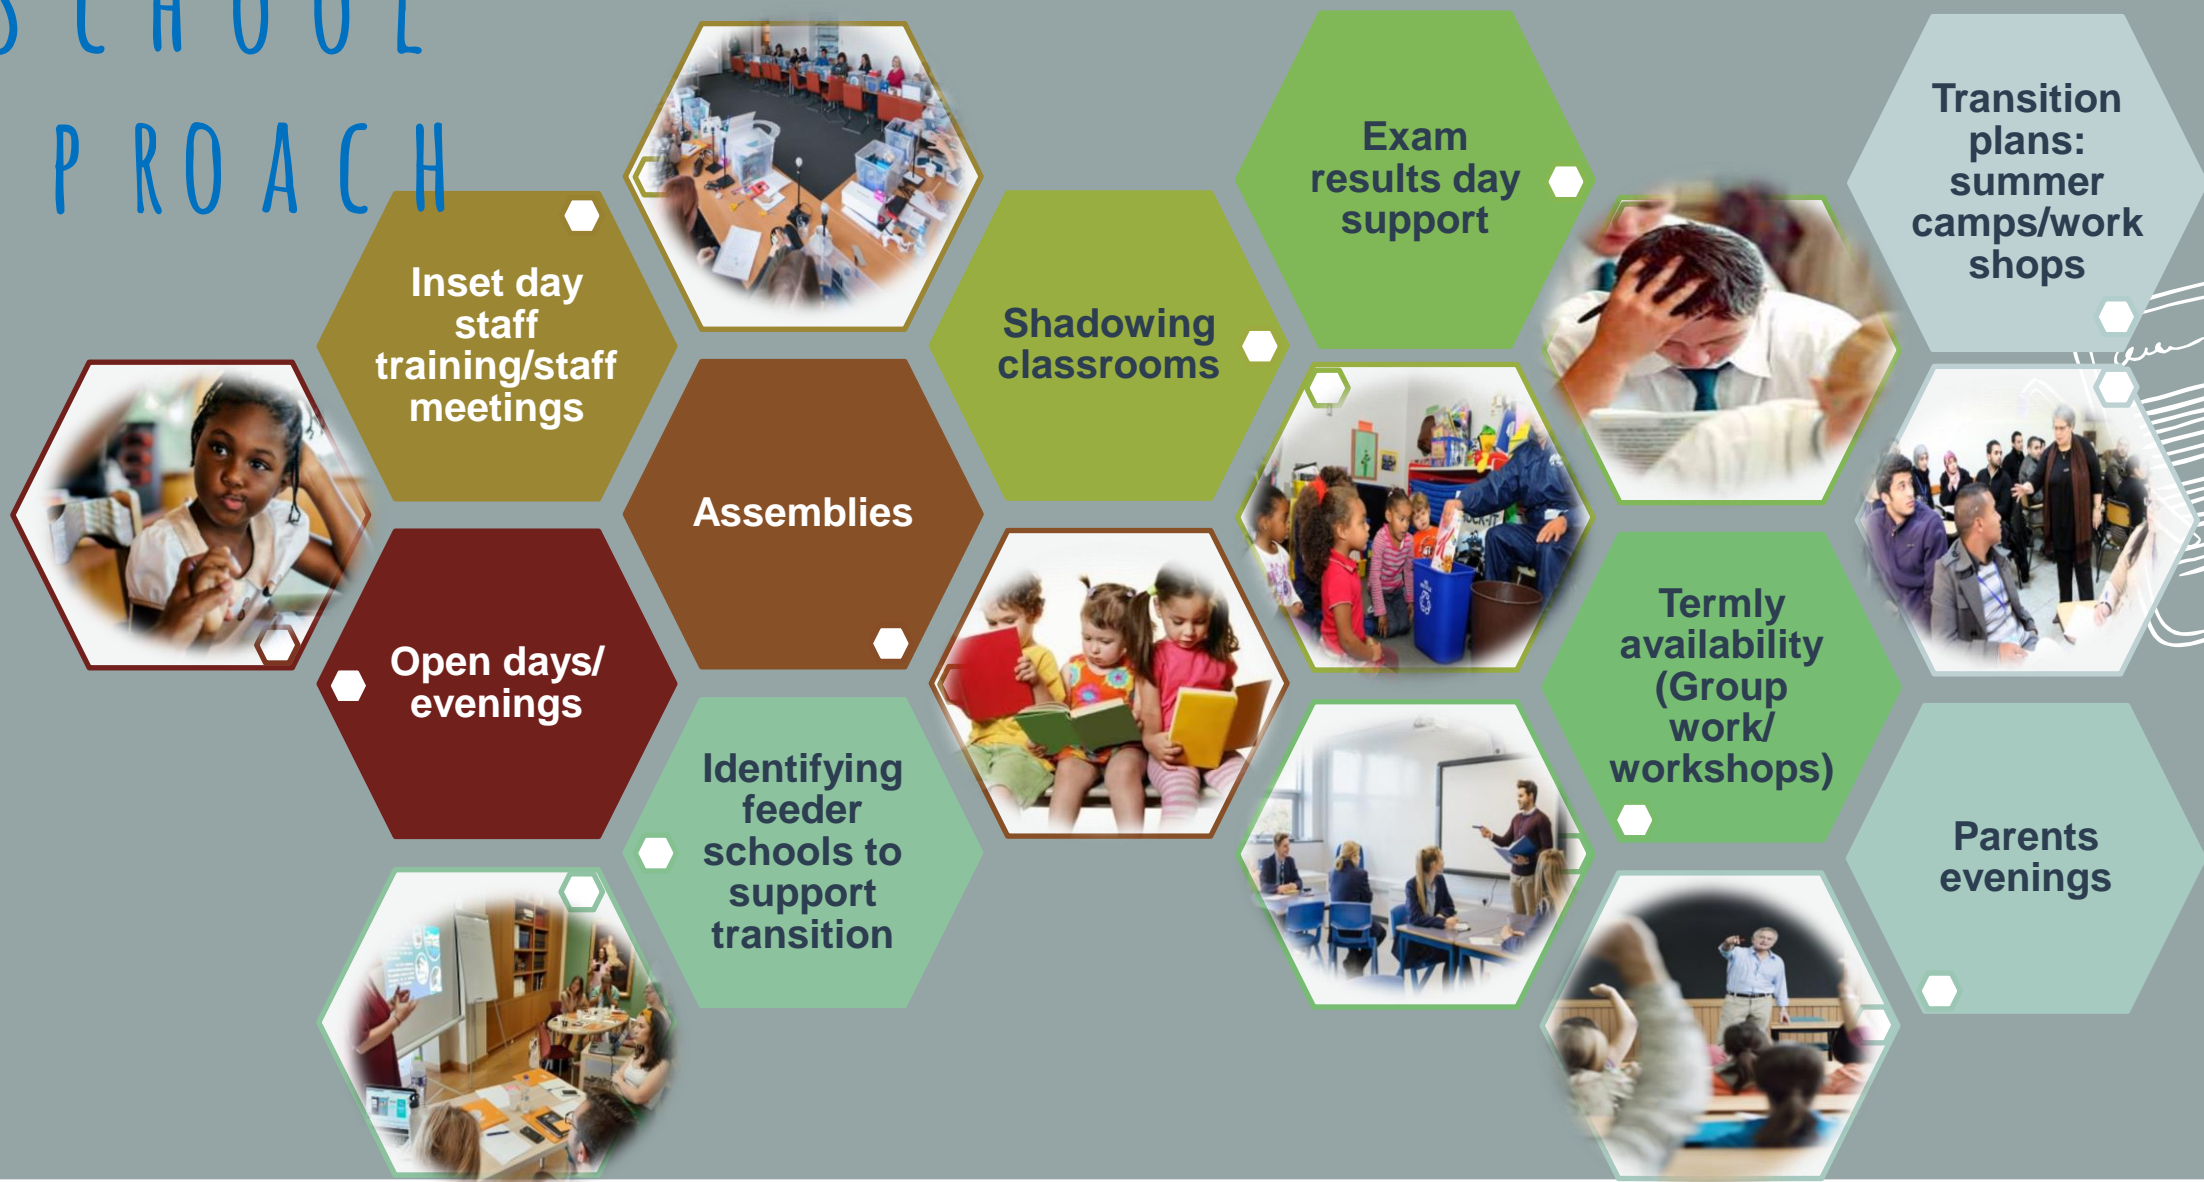 SCHOOL
PROACH
Inset day
staff
training/staff
meetings
Open days/
evenings
Assemblies
Identifying
feeder
schools to
support
transition
Shadowing
classrooms
Exam
results day
support
Termly
availability
(Group
work/
workshops)
Transition
plans:
summer
camps/work
shops
Parents
evenings